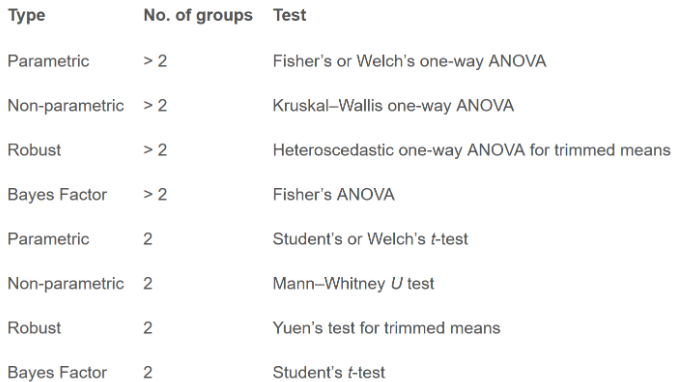 Type No. of groups Test
Parametric > 2 Fisher’s or Welch’s one-way ANOVA
Non-parametric > 2 Kruskal–Wallis one-way ANOVA
Robust > 2 Heteroscedastic one-way ANOVA for trimmed means
Bayes Factor > 2 Fisher’s ANOVA
Parametric 2 Student’s or Welch’s t-test
Non-parametric 2 Mann–Whitney U test
Robust 2 Yuen’s test for trimmed means
Bayes Factor 2 Student’s t-test